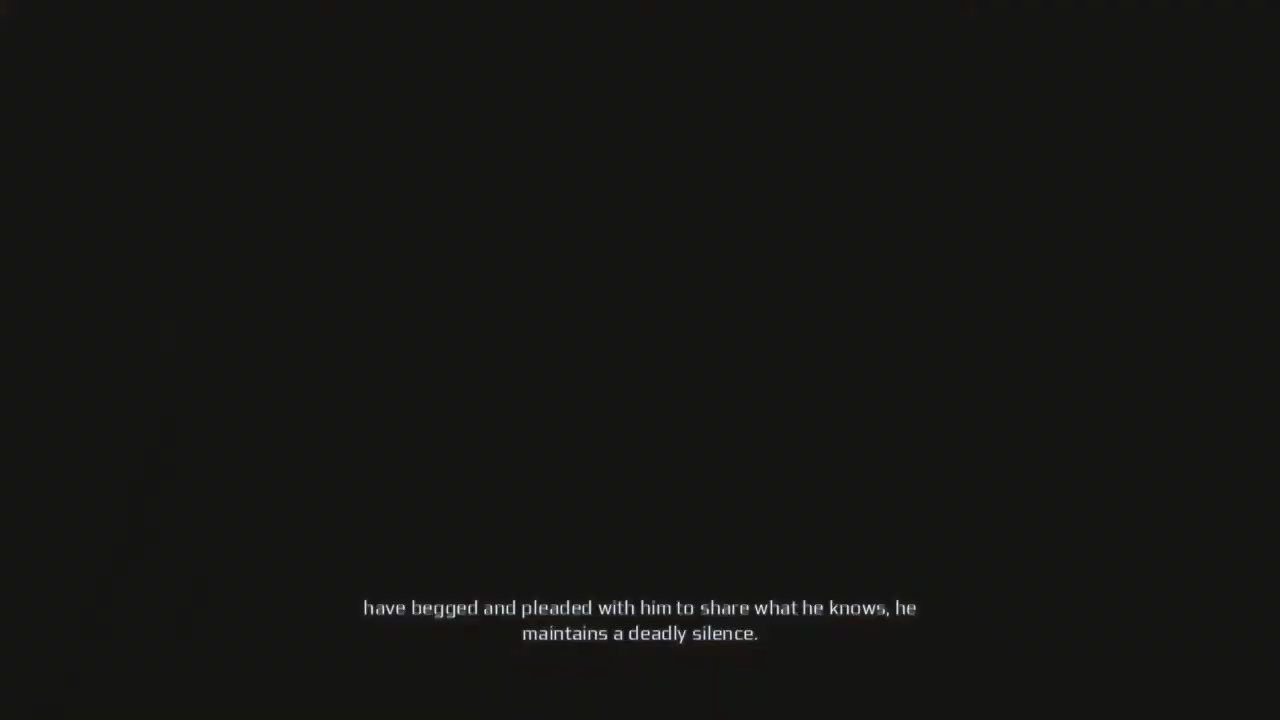 have begged and pleaded with him to share what he knows, he
maintains a deadly silence.